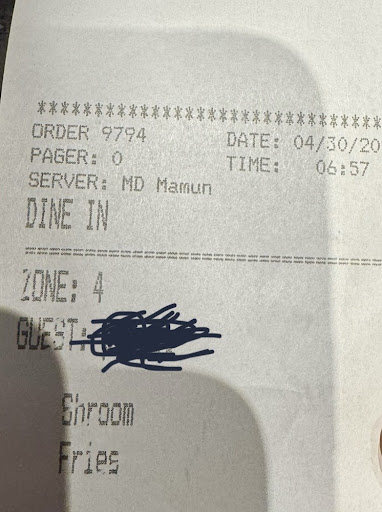 ************************************
ORDER 9794 DATE: 04/30/20
PAGER: 0 TIME: 06:57
SERVER: MD Mamun
DINE IN
ZONE: 4
GUEST:
Shroom
Fries